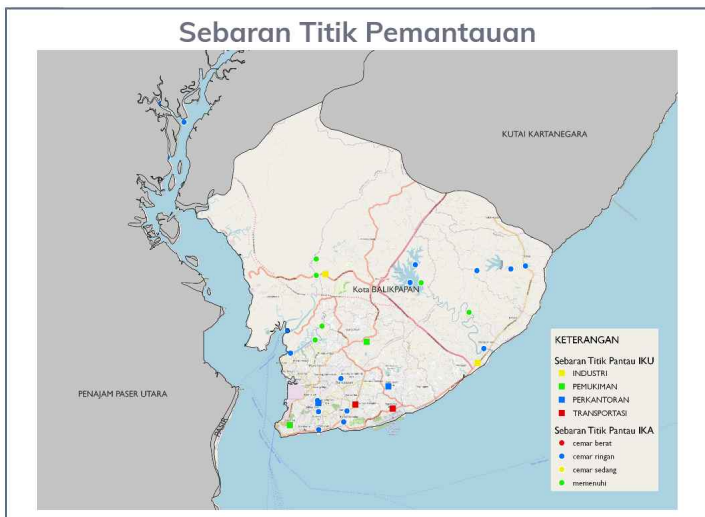 Sebaran Titik Pemantauan
KUTAI KARTANEGARA
Kota BALIKPAPAN
PENAJAM PASER UTARA
PASIR
KETERANGAN
Sebaran Titik Pantau IKU
INDUSTRI
PEMUKIMAN
PERKANTORAN
TRANSPORTASI
Sebaran Titik Pantau IKA
cemar berat
cemar ringan
cemar sedang
memenuhi